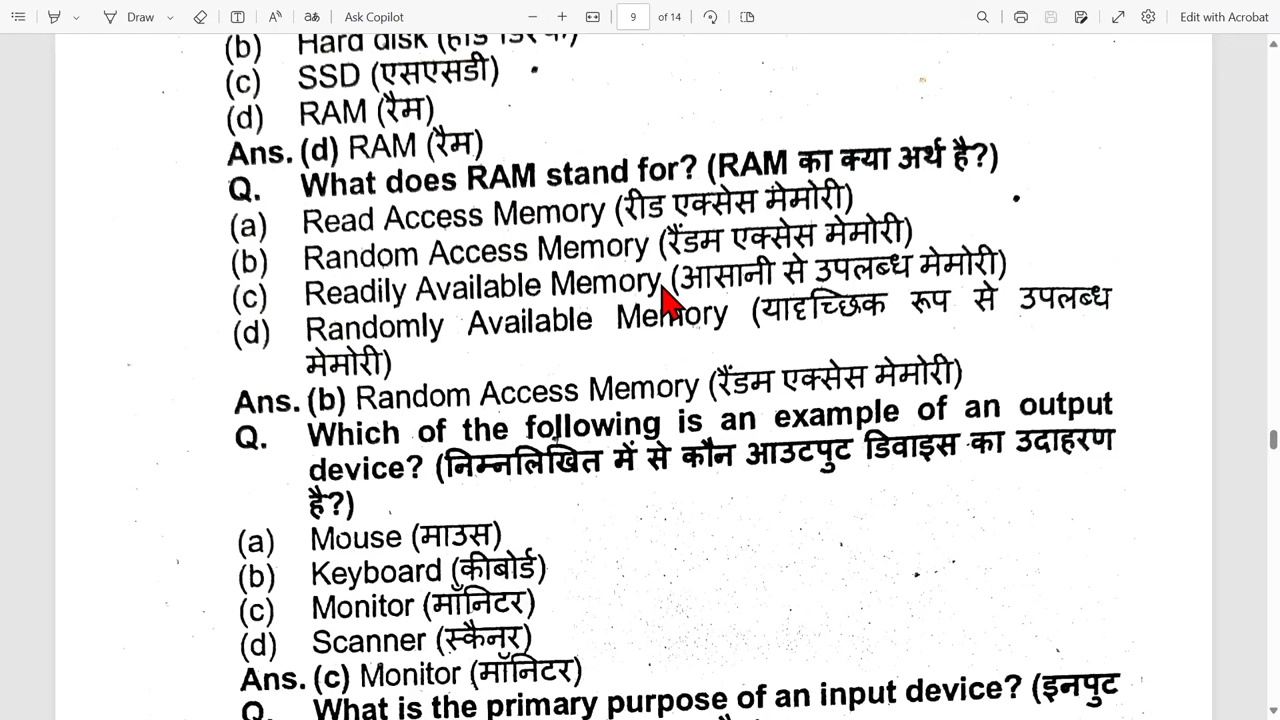 Draw
Ask Copilot
9 of 14
Edit with Acrobat
(b) Hard disk (हार्ड डिस्क)
(c) SSD (एसएसडी)
(d) RAM (रैम)
Ans. (d) RAM (रैम)
Q. What does RAM stand for? (RAM का क्या अर्थ है?)
(a) Read Access Memory (रीड एक्सेस मेमोरी)
(b) Random Access Memory (रैंडम एक्सेस मेमोरी)
(c) Readily Available Memory (आसानी से उपलब्ध मेमोरी)
(d) Randomly Available Memory (यादृच्छिक रूप से उपलब्ध
मेमोरी)
Ans. (b) Random Access Memory (रैंडम एक्सेस मेमोरी)
Q. Which of the following is an example of an output
device? (निम्नलिखित में से कौन आउटपुट डिवाइस का उदाहरण
है?)
(a) Mouse (माउस)
(b) Keyboard (कीबोर्ड)
(c) Monitor (मॉनिटर)
(d) Scanner (स्कैनर)
Ans. (c) Monitor (मॉनिटर)
Q. What is the primary purpose of an input device? (इनपुट